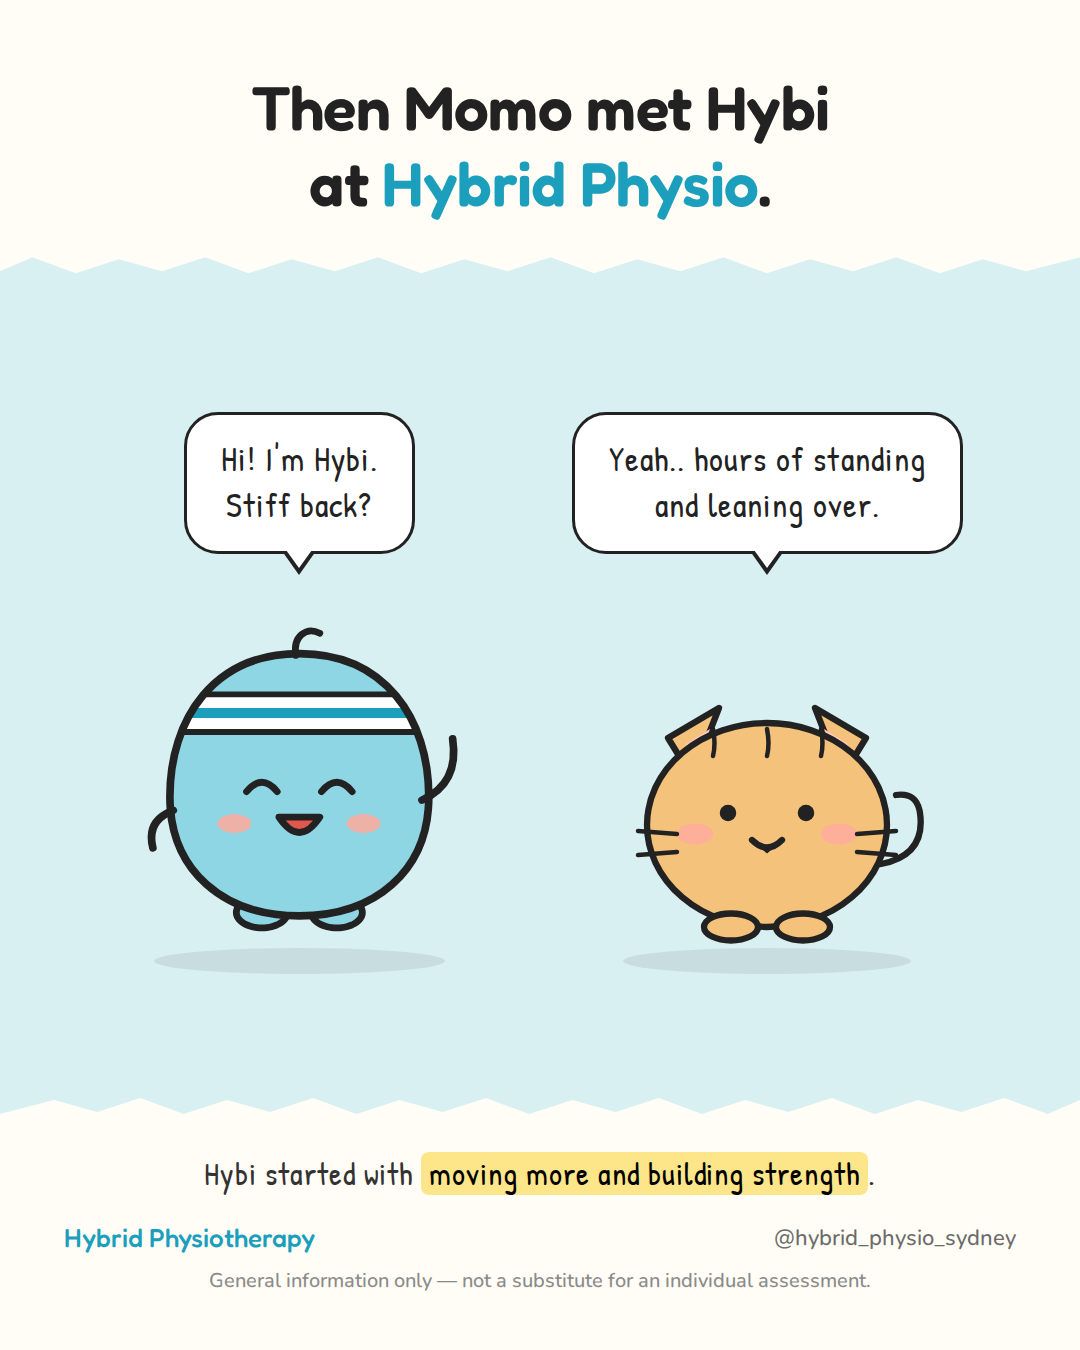 Then Momo met Hybi
at Hybrid Physio.
Hi! I'm Hybi.
Stiff back?
Yeah.. hours of standing
and leaning over.
Hybi started with moving more and building strength.
Hybrid Physiotherapy
@hybrid_physio_sydney
General information only — not a substitute for an individual assessment.